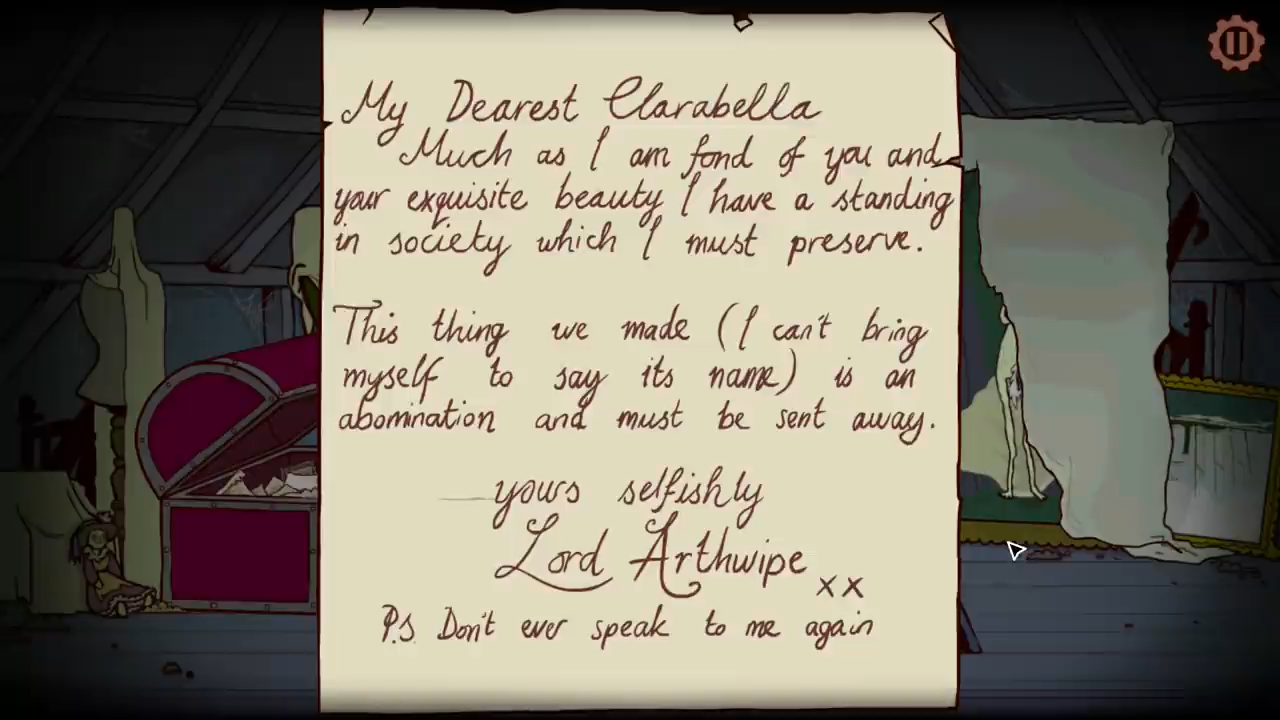 My Dearest Clarabella
Much as I am fond of you and
your exquisite beauty I have a standing
in society which I must preserve.
This thing we made (I can't bring
myself to say its name) is an
abomination and must be sent away.
yours selfishly
Lord Arthwipe xx
P.S. Don't ever speak to me again